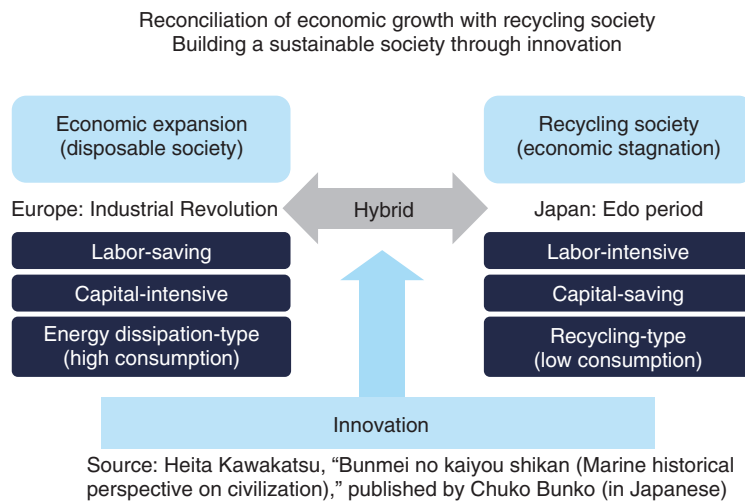 Reconciliation of economic growth with recycling society
Building a sustainable society through innovation
Economic expansion
(disposable society)
Recycling society
(economic stagnation)
Europe: Industrial Revolution
Hybrid
Japan: Edo period
Labor-saving
Capital-intensive
Energy dissipation-type
(high consumption)
Labor-intensive
Capital-saving
Recycling-type
(low consumption)
Innovation
Source: Heita Kawakatsu, “Bunmei no kaiyou shikan (Marine historical
perspective on civilization),” published by Chuko Bunko (in Japanese)